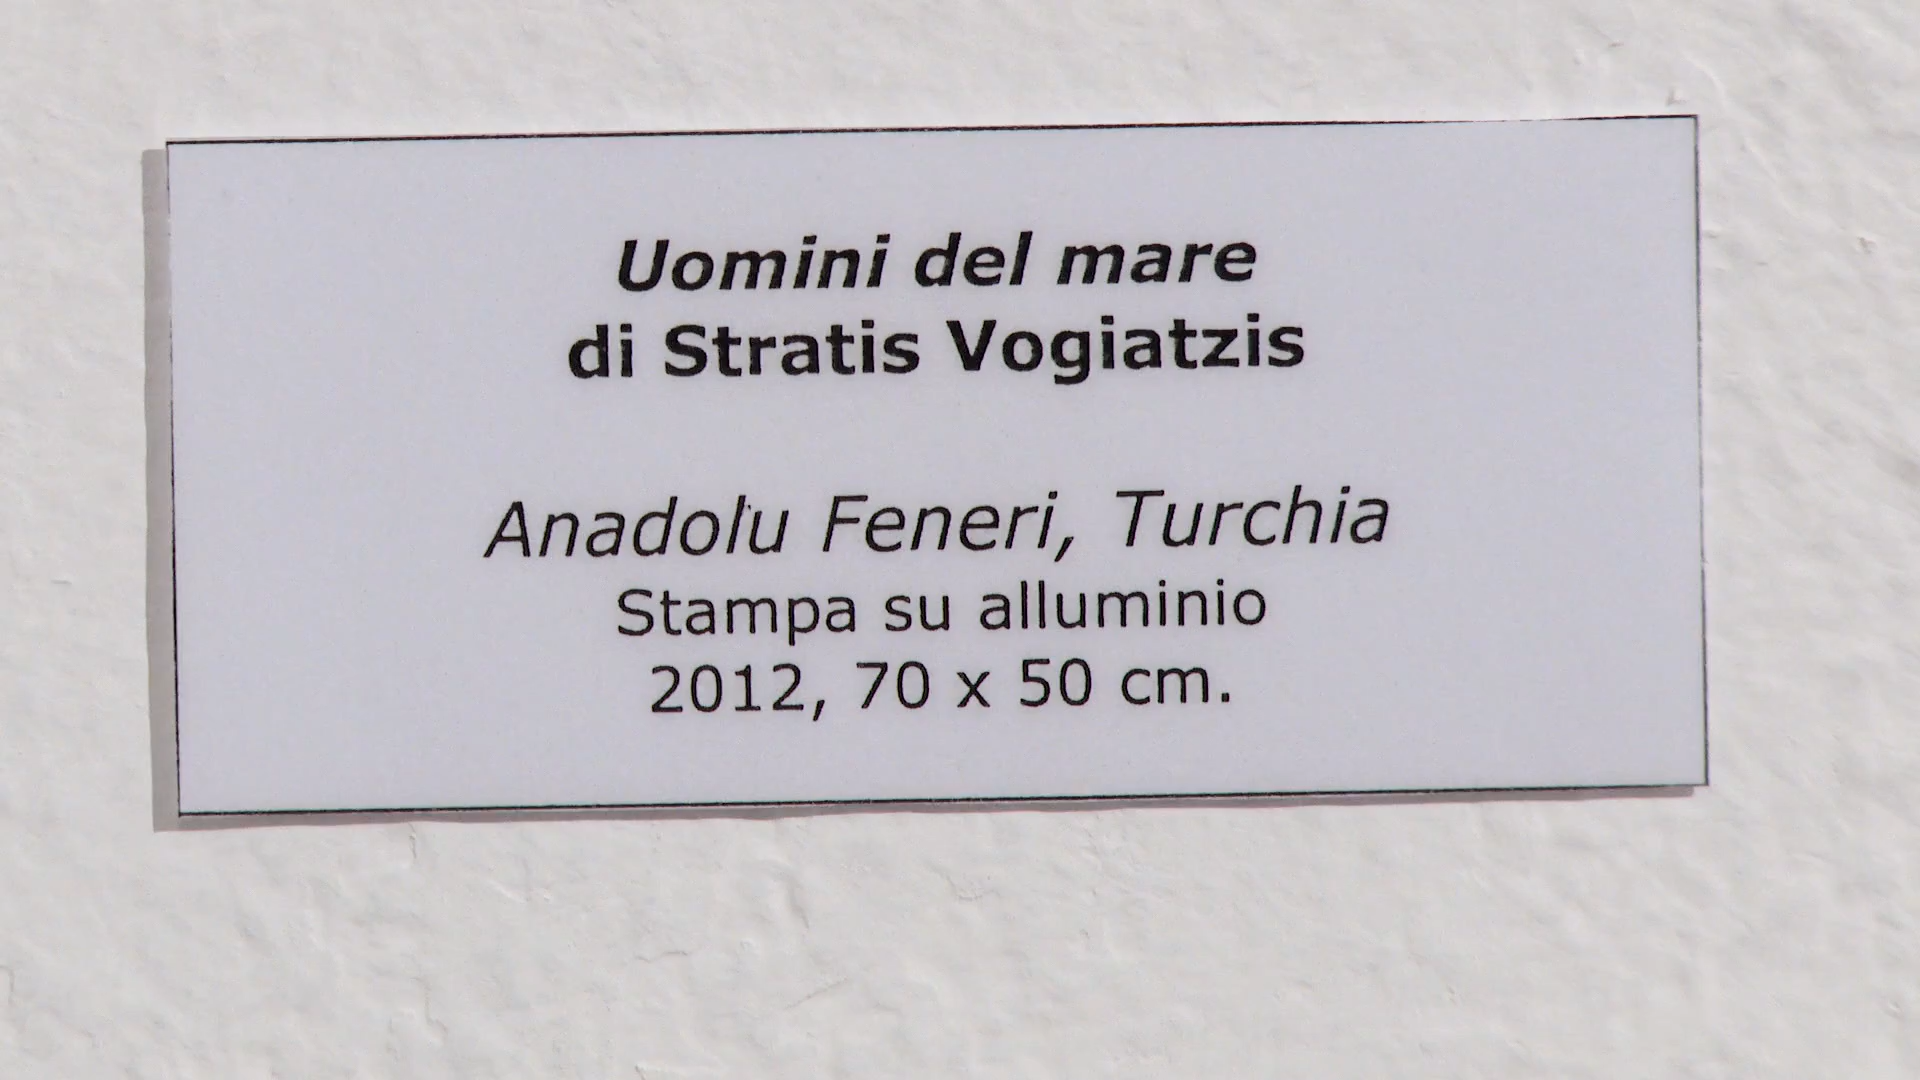 Uomini del mare
di Stratis Vogiatzis
Anadolu Feneri, Turchia
Stampa su alluminio
2012, 70 x 50 cm.